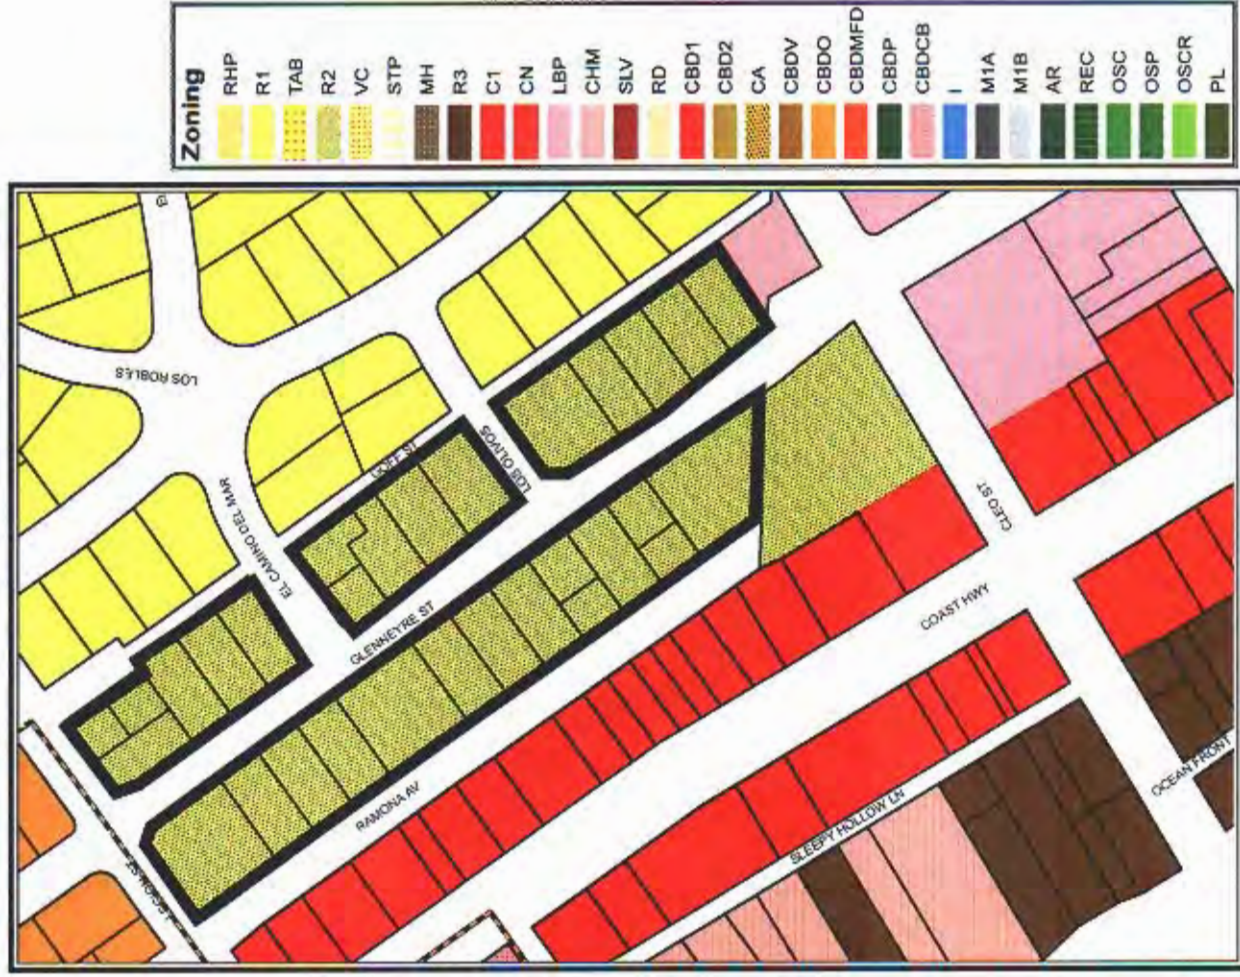 Zoning
RHP
R1
TAB
R2
VC
STP
MH
R3
C1
CN
LBP
CHM
SLV
RD
CBD1
CBD2
CA
CBDV
CBDO
CBDMFD
CBDP
CBDCB
I
M1A
M1B
AR
REC
OSC
OSP
OSCR
PL
LOS ROBLES
EL CAMINO DEL MAR
GOFF ST
LOS OLIVOS
GLENNEYRE ST
CLEO ST
COAST HWY
RAMONA AV
SLEEPY HOLLOW LN
OCEAN FRONT